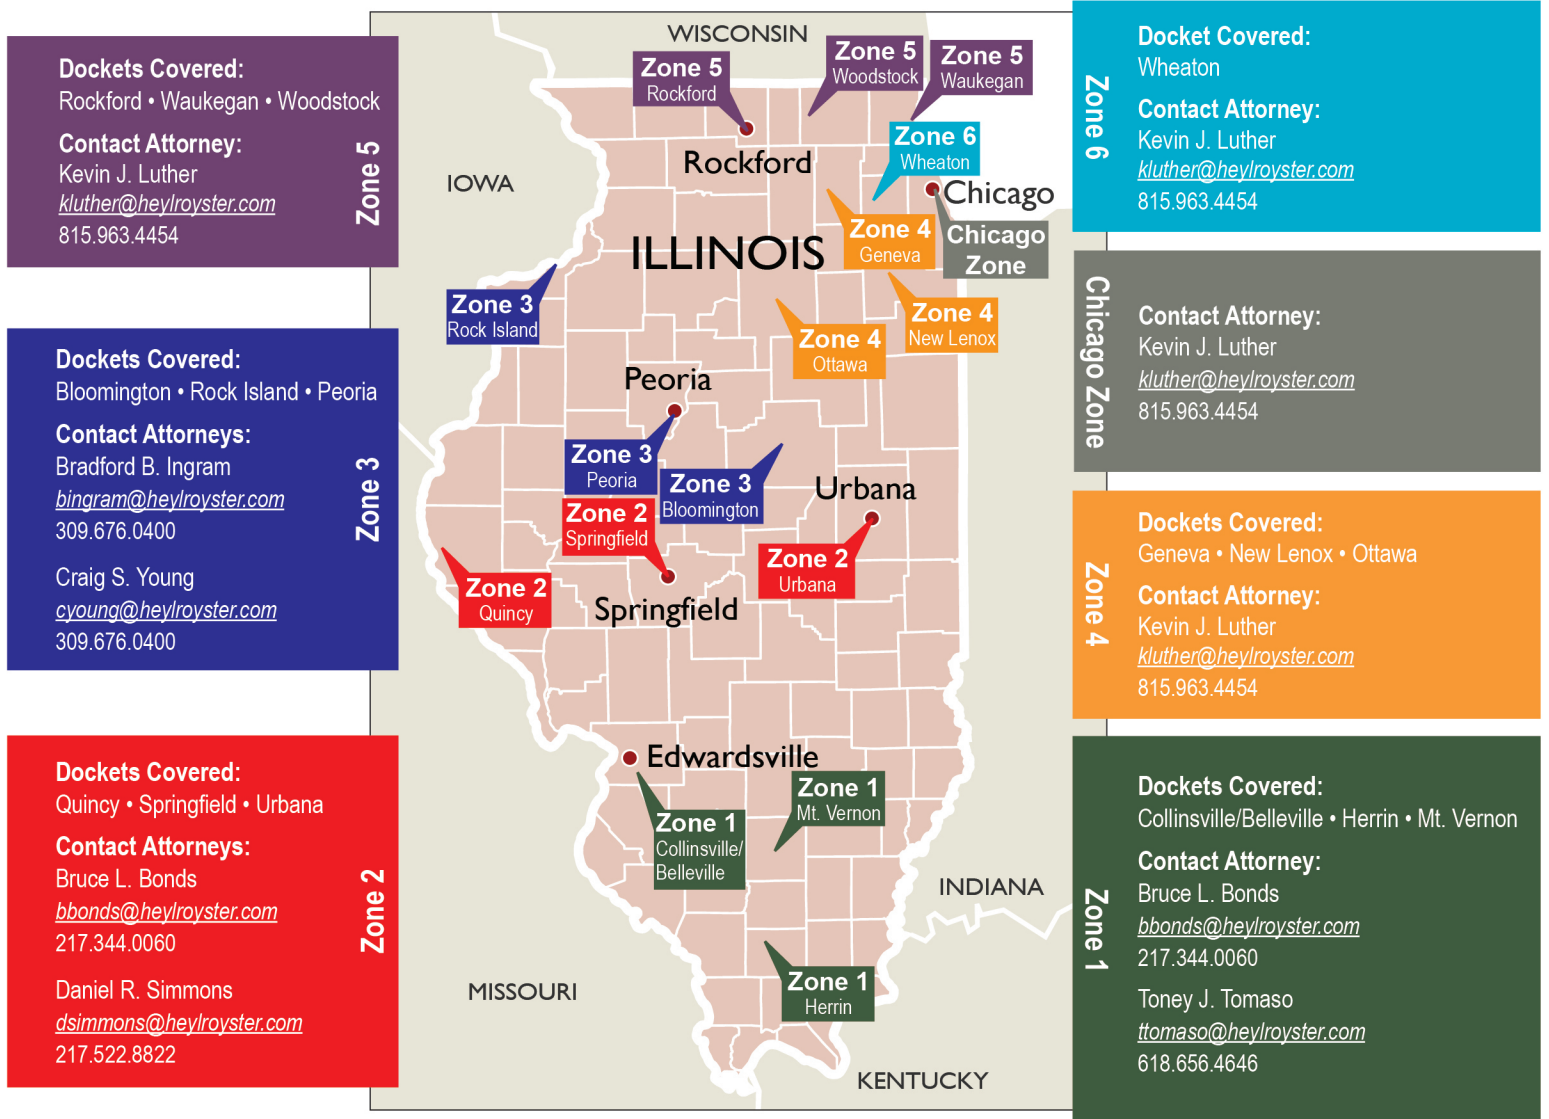 Dockets Covered:
Rockford • Waukegan • Woodstock
Contact Attorney:
Kevin J. Luther
kluther@heylroyster.com
815.963.4454
Zone 5
Dockets Covered:
Bloomington • Rock Island • Peoria
Contact Attorneys:
Bradford B. Ingram
bingram@heylroyster.com
309.676.0400
Craig S. Young
cyoung@heylroyster.com
309.676.0400
Zone 3
Dockets Covered:
Quincy • Springfield • Urbana
Contact Attorneys:
Bruce L. Bonds
bbonds@heylroyster.com
217.344.0060
Daniel R. Simmons
dsimmons@heylroyster.com
217.522.8822
Zone 2
WISCONSIN
Zone 5
Rockford
Zone 5
Woodstock
Zone 5
Waukegan
Rockford
Zone 6
Wheaton
IOWA
Chicago
Chicago
Zone
Zone 4
Geneva
ILLINOIS
Zone 3
Rock Island
Zone 4
New Lenox
Zone 4
Ottawa
Peoria
Zone 3
Peoria
Zone 3
Bloomington
Urbana
Zone 2
Springfield
Zone 2
Urbana
Zone 2
Quincy
Springfield
Edwardsville
Zone 1
Mt. Vernon
Zone 1
Collinsville/
Belleville
INDIANA
Zone 1
Herrin
MISSOURI
KENTUCKY
Zone 6
Docket Covered:
Wheaton
Contact Attorney:
Kevin J. Luther
kluther@heylroyster.com
815.963.4454
Chicago Zone
Contact Attorney:
Kevin J. Luther
kluther@heylroyster.com
815.963.4454
Zone 4
Dockets Covered:
Geneva • New Lenox • Ottawa
Contact Attorney:
Kevin J. Luther
kluther@heylroyster.com
815.963.4454
Zone 1
Dockets Covered:
Collinsville/Belleville • Herrin • Mt. Vernon
Contact Attorney:
Bruce L. Bonds
bbonds@heylroyster.com
217.344.0060
Toney J. Tomaso
ttomaso@heylroyster.com
618.656.4646